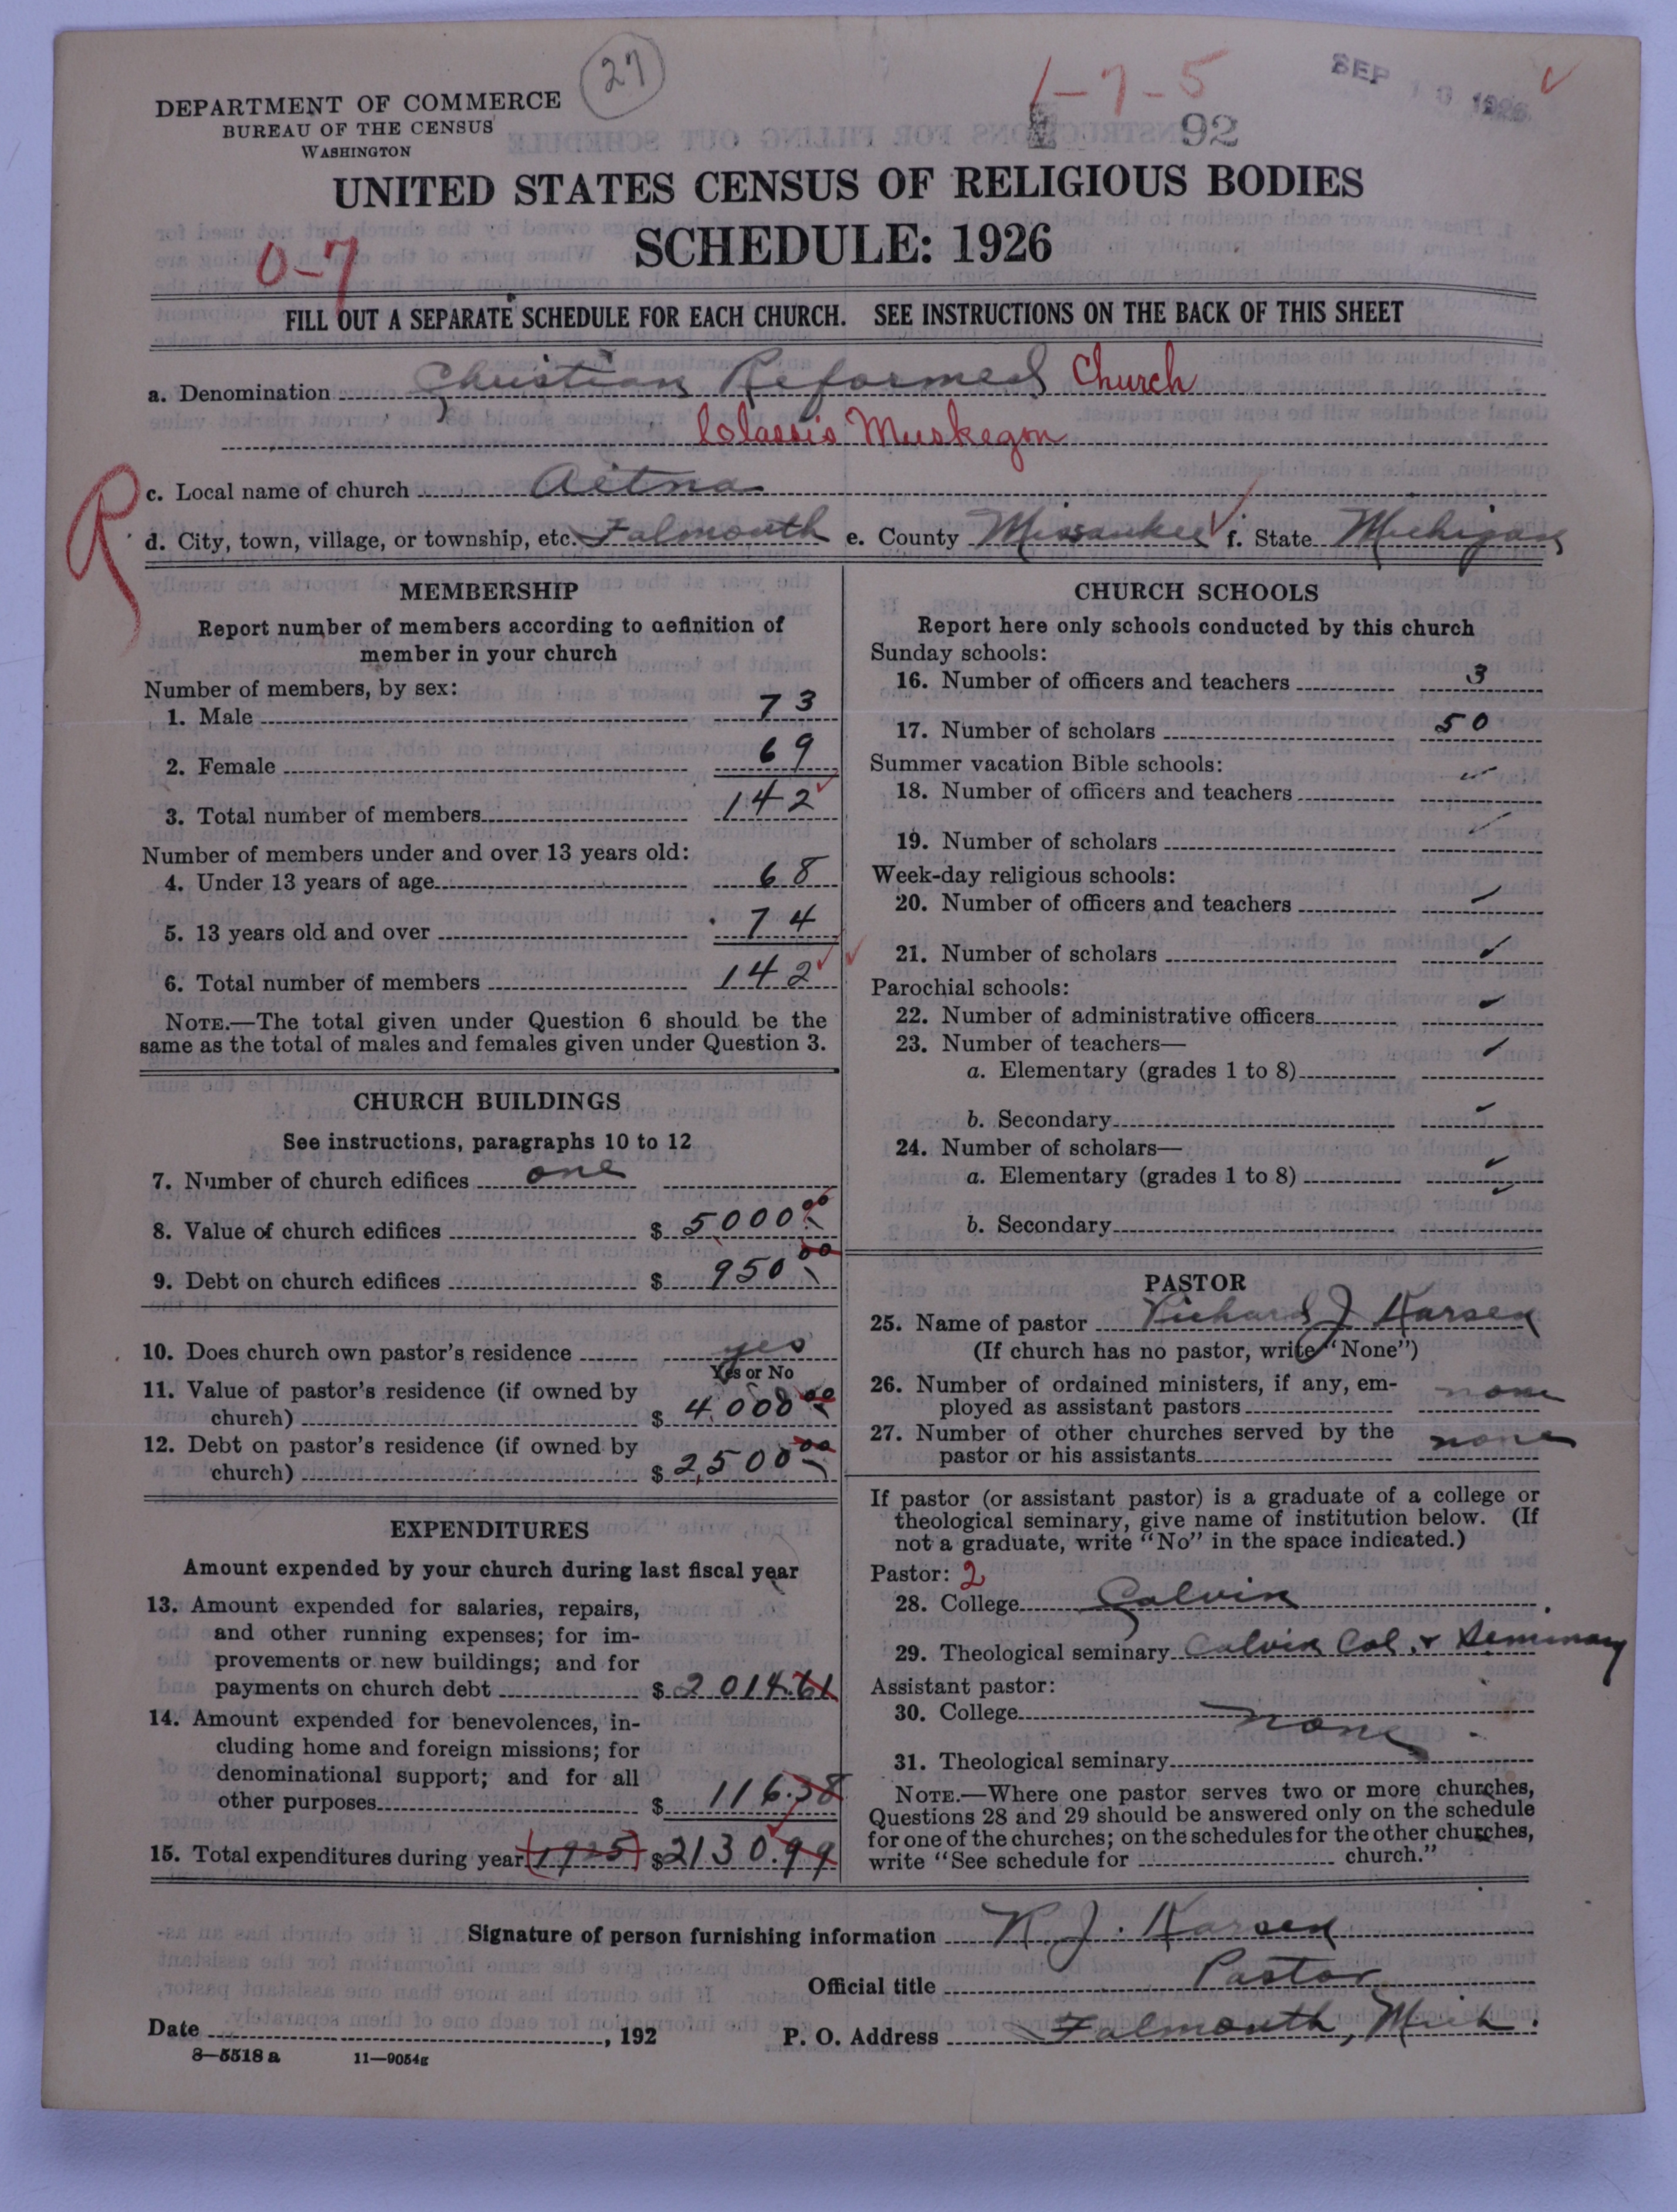 27
1-7-5
SEP 1926
DEPARTMENT OF COMMERCE
BUREAU OF THE CENSUS
WASHINGTON
92
UNITED STATES CENSUS OF RELIGIOUS BODIES
0-7
SCHEDULE: 1926
FILL OUT A SEPARATE SCHEDULE FOR EACH CHURCH. SEE INSTRUCTIONS ON THE BACK OF THIS SHEET
a. Denomination Christian Reformed Church
Classis Muskegon
R
c. Local name of church Aetna
d. City, town, village, or township, etc. Falmouth e. County Missaukee f. State Michigan
MEMBERSHIP
Report number of members according to definition of
member in your church
Number of members, by sex:
1. Male 73
2. Female 69
3. Total number of members 142
Number of members under and over 13 years old:
4. Under 13 years of age 68
5. 13 years old and over 74
6. Total number of members 142
NOTE.—The total given under Question 6 should be the
same as the total of males and females given under Question 3.
CHURCH BUILDINGS
See instructions, paragraphs 10 to 12
7. Number of church edifices one
8. Value of church edifices $ 5000.00
9. Debt on church edifices $ 950.00
10. Does church own pastor's residence yes
Yes or No
11. Value of pastor's residence (if owned by
church) $ 4,000.00
12. Debt on pastor's residence (if owned by
church) $ 2,500.00
EXPENDITURES
Amount expended by your church during last fiscal year
13. Amount expended for salaries, repairs,
and other running expenses; for im-
provements or new buildings; and for
payments on church debt $ 2014.61
14. Amount expended for benevolences, in-
cluding home and foreign missions; for
denominational support; and for all
other purposes $ 116.38
15. Total expenditures during year (1925) $ 2130.99
CHURCH SCHOOLS
Report here only schools conducted by this church
Sunday schools:
16. Number of officers and teachers 3
17. Number of scholars 50
Summer vacation Bible schools:
18. Number of officers and teachers
19. Number of scholars
Week-day religious schools:
20. Number of officers and teachers
21. Number of scholars
Parochial schools:
22. Number of administrative officers
23. Number of teachers—
a. Elementary (grades 1 to 8)
b. Secondary
24. Number of scholars—
a. Elementary (grades 1 to 8)
b. Secondary
PASTOR
25. Name of pastor Richard J Karsen
(If church has no pastor, write "None")
26. Number of ordained ministers, if any, em-
ployed as assistant pastors none
27. Number of other churches served by the
pastor or his assistants none
If pastor (or assistant pastor) is a graduate of a college or
theological seminary, give name of institution below. (If
not a graduate, write "No" in the space indicated.)
Pastor: 2
28. College Calvin
29. Theological seminary Calvin Col. & Seminary
Assistant pastor:
30. College none
31. Theological seminary
NOTE.—Where one pastor serves two or more churches,
Questions 28 and 29 should be answered only on the schedule
for one of the churches; on the schedules for the other churches,
write "See schedule for church."
Signature of person furnishing information R. J. Karsen
Official title Pastor
Date , 192 P. O. Address Falmouth, Mich.
8—5518 a 11—9054g